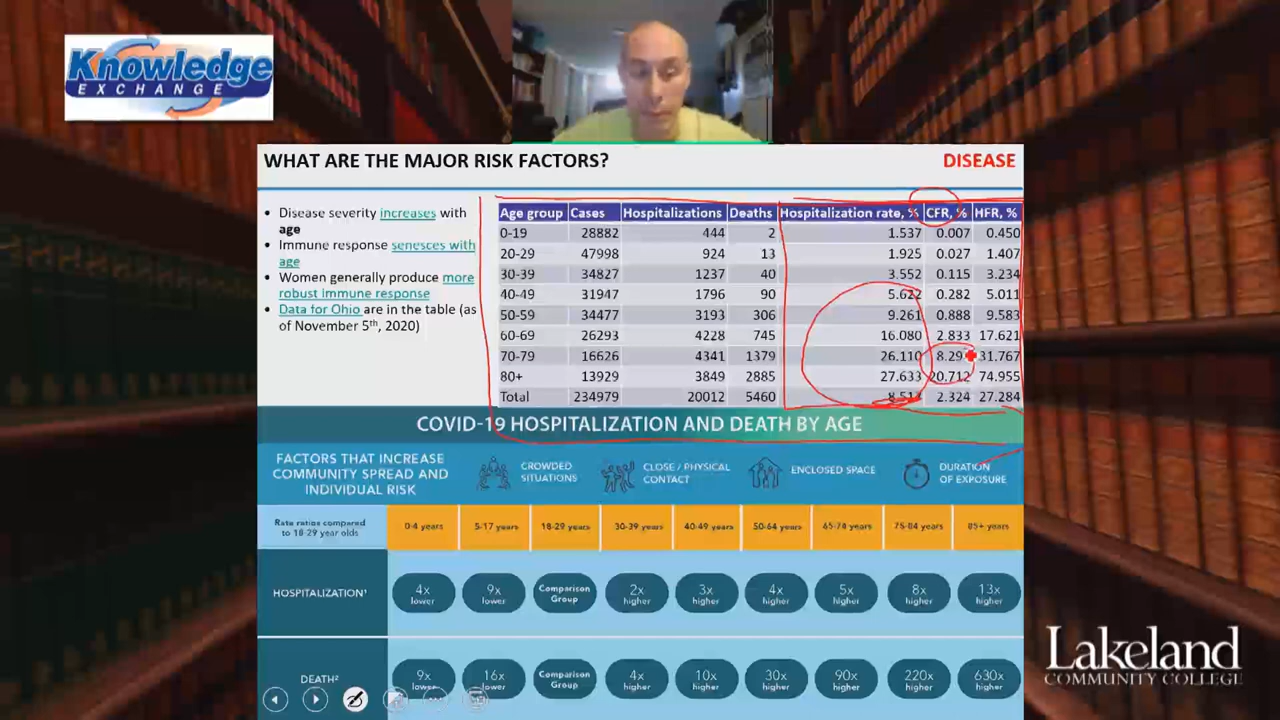 Knowledge
EXCHANGE
WHAT ARE THE MAJOR RISK FACTORS?
DISEASE
• Disease severity increases with
age
• Immune response senesces with
age
• Women generally produce more
robust immune response
• Data for Ohio are in the table (as
of November 5th, 2020)
Age group Cases Hospitalizations Deaths Hospitalization rate, % CFR, % HFR, %
0-19 28882 444 2 1.537 0.007 0.450
20-29 47998 924 13 1.925 0.027 1.407
30-39 34827 1237 40 3.552 0.115 3.234
40-49 31947 1796 90 5.622 0.282 5.011
50-59 34477 3193 306 9.261 0.888 9.583
60-69 26293 4228 745 16.080 2.833 17.621
70-79 16626 4341 1379 26.110 31.767
80+ 13929 3849 2885 27.633 20.712 74.955
Total 234979 20012 5460 2.324 27.284
COVID-19 HOSPITALIZATION AND DEATH BY AGE
FACTORS THAT INCREASE
COMMUNITY SPREAD AND
INDIVIDUAL RISK
CROWDED
SITUATIONS
CLOSE / PHYSICAL
CONTACT
ENCLOSED SPACE
DURATION
OF EXPOSURE
Rate ratios compared
to 18-29 year olds
0-4 years 5-17 years 18-29 years 30-39 years 40-49 years 50-64 years 65-74 years 75-84 years 85+ years
HOSPITALIZATION¹
4x
lower
9x
lower
Comparison
Group
2x
higher
3x
higher
4x
higher
5x
higher
8x
higher
13x
higher
DEATH²
9x
lower
16x
lower
Comparison
Group
4x
higher
10x
higher
30x
higher
90x
higher
220x
higher
630x
higher
Lakeland
COMMUNITY COLLEGE